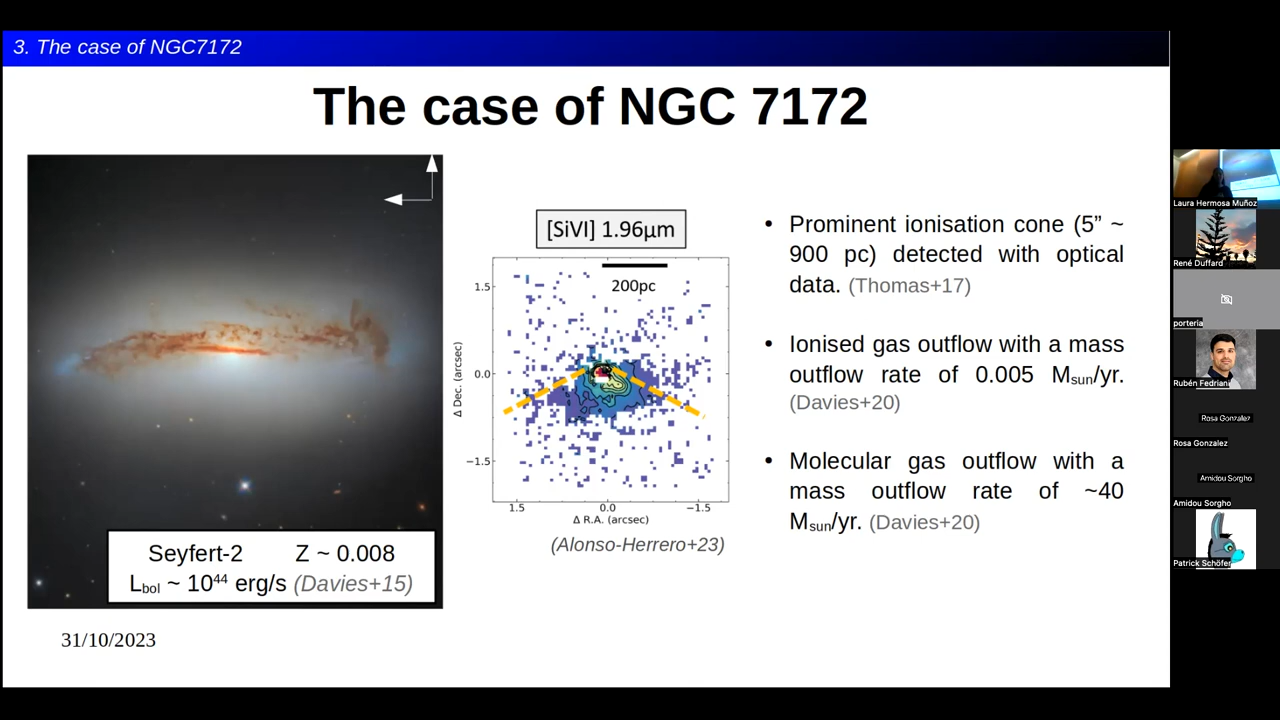 3. The case of NGC7172
The case of NGC 7172
[SiVI] 1.96µm
200pc
1.5
0.0
−1.5
Δ Dec. (arcsec)
1.5
0.0
−1.5
Δ R.A. (arcsec)
(Alonso-Herrero+23)
Seyfert-2 Z ~ 0.008
Lbol ~ 10⁴⁴ erg/s (Davies+15)
31/10/2023
• Prominent ionisation cone (5” ~
900 pc) detected with optical
data. (Thomas+17)
• Ionised gas outflow with a mass
outflow rate of 0.005 Msun/yr.
(Davies+20)
• Molecular gas outflow with a
mass outflow rate of ~40
Msun/yr. (Davies+20)
Laura Hermosa Muñoz
René Duffard
porteria
Rubén Fedriani
Rosa Gonzalez
Rosa Gonzalez
Amidou Sorgho
Amidou Sorgho
Patrick Schöfer